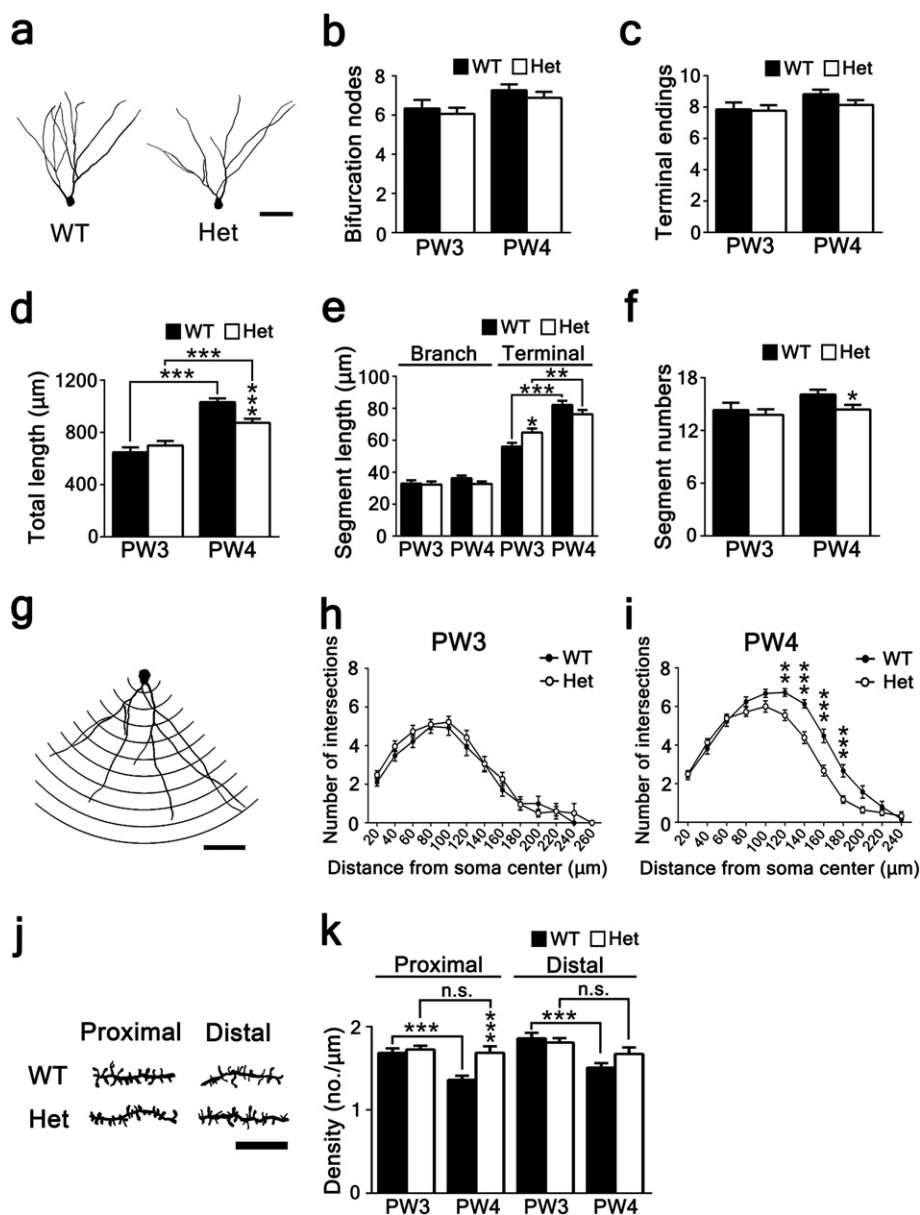 a
WT
Het
b
WT Het
Bifurcation nodes
8
6
4
2
0
PW3 PW4
c
WT Het
Terminal endings
10
8
6
4
2
0
PW3 PW4
d
WT Het
Total length (μm)
1200
800
400
0
***
***
***
PW3 PW4
e
WT Het
Branch Terminal
Segment length (μm)
100
80
60
40
20
0
**
***
*
PW3 PW4 PW3 PW4
f
WT Het
Segment numbers
18
12
6
0
*
PW3 PW4
g
h
PW3
WT
Het
Number of intersections
8
6
4
2
0
20 40 60 80 100 120 140 160 180 200 220 240 260
Distance from soma center (μm)
i
PW4
WT
Het
Number of intersections
8
6
4
2
0
** *** *** ***
20 40 60 80 100 120 140 160 180 200 220 240
Distance from soma center (μm)
j
Proximal Distal
WT
Het
k
WT Het
Proximal Distal
n.s. n.s.
*** *** ***
Density (no./μm)
2
1
0
PW3 PW4 PW3 PW4